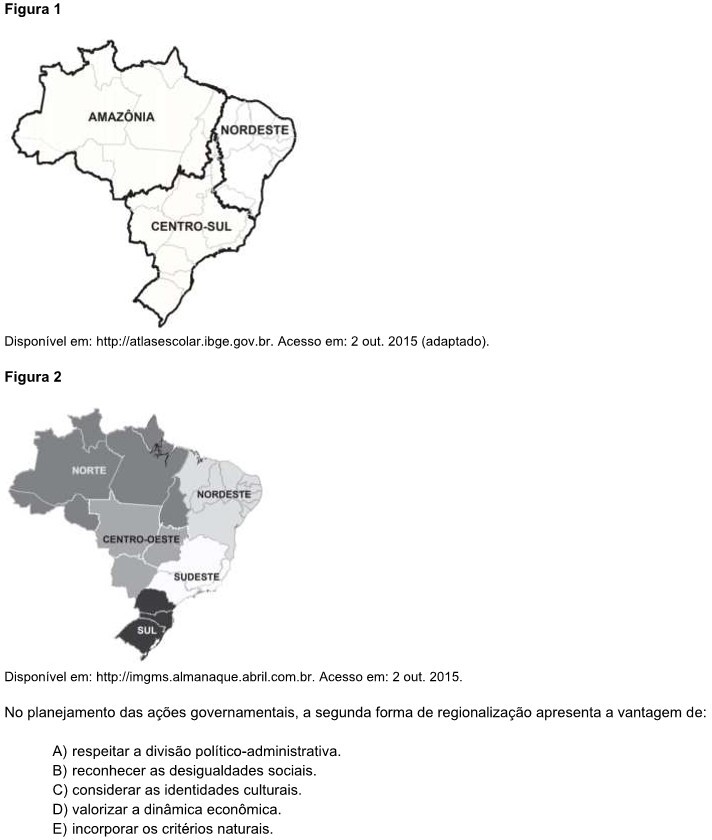 Figura 1
AMAZÔNIA
NORDESTE
CENTRO-SUL
Disponível em: http://atlasescolar.ibge.gov.br. Acesso em: 2 out. 2015 (adaptado).
Figura 2
NORTE
NORDESTE
CENTRO-OESTE
SUDESTE
SUL
Disponível em: http://imgms.almanaque.abril.com.br. Acesso em: 2 out. 2015.
No planejamento das ações governamentais, a segunda forma de regionalização apresenta a vantagem de:
A) respeitar a divisão político-administrativa.
B) reconhecer as desigualdades sociais.
C) considerar as identidades culturais.
D) valorizar a dinâmica econômica.
E) incorporar os critérios naturais.